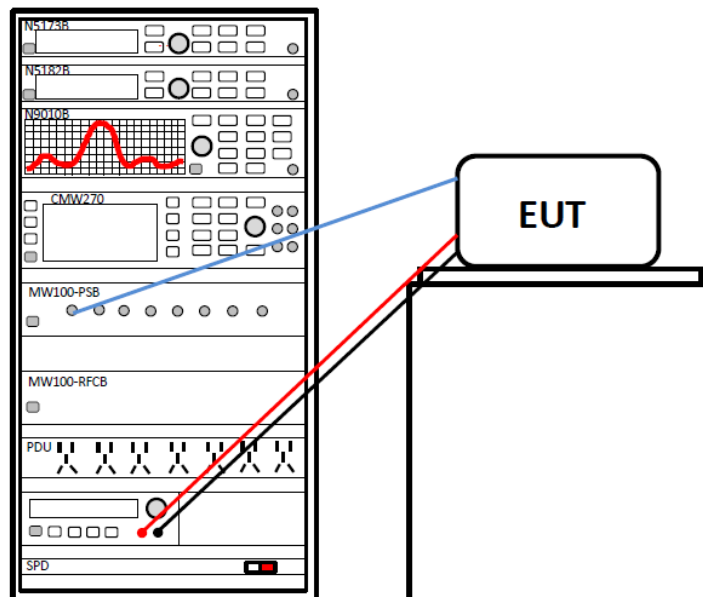 N5173B
N5182B
N9010B
CMW270
EUT
MW100-PSB
MW100-RFCB
PDU
SPD